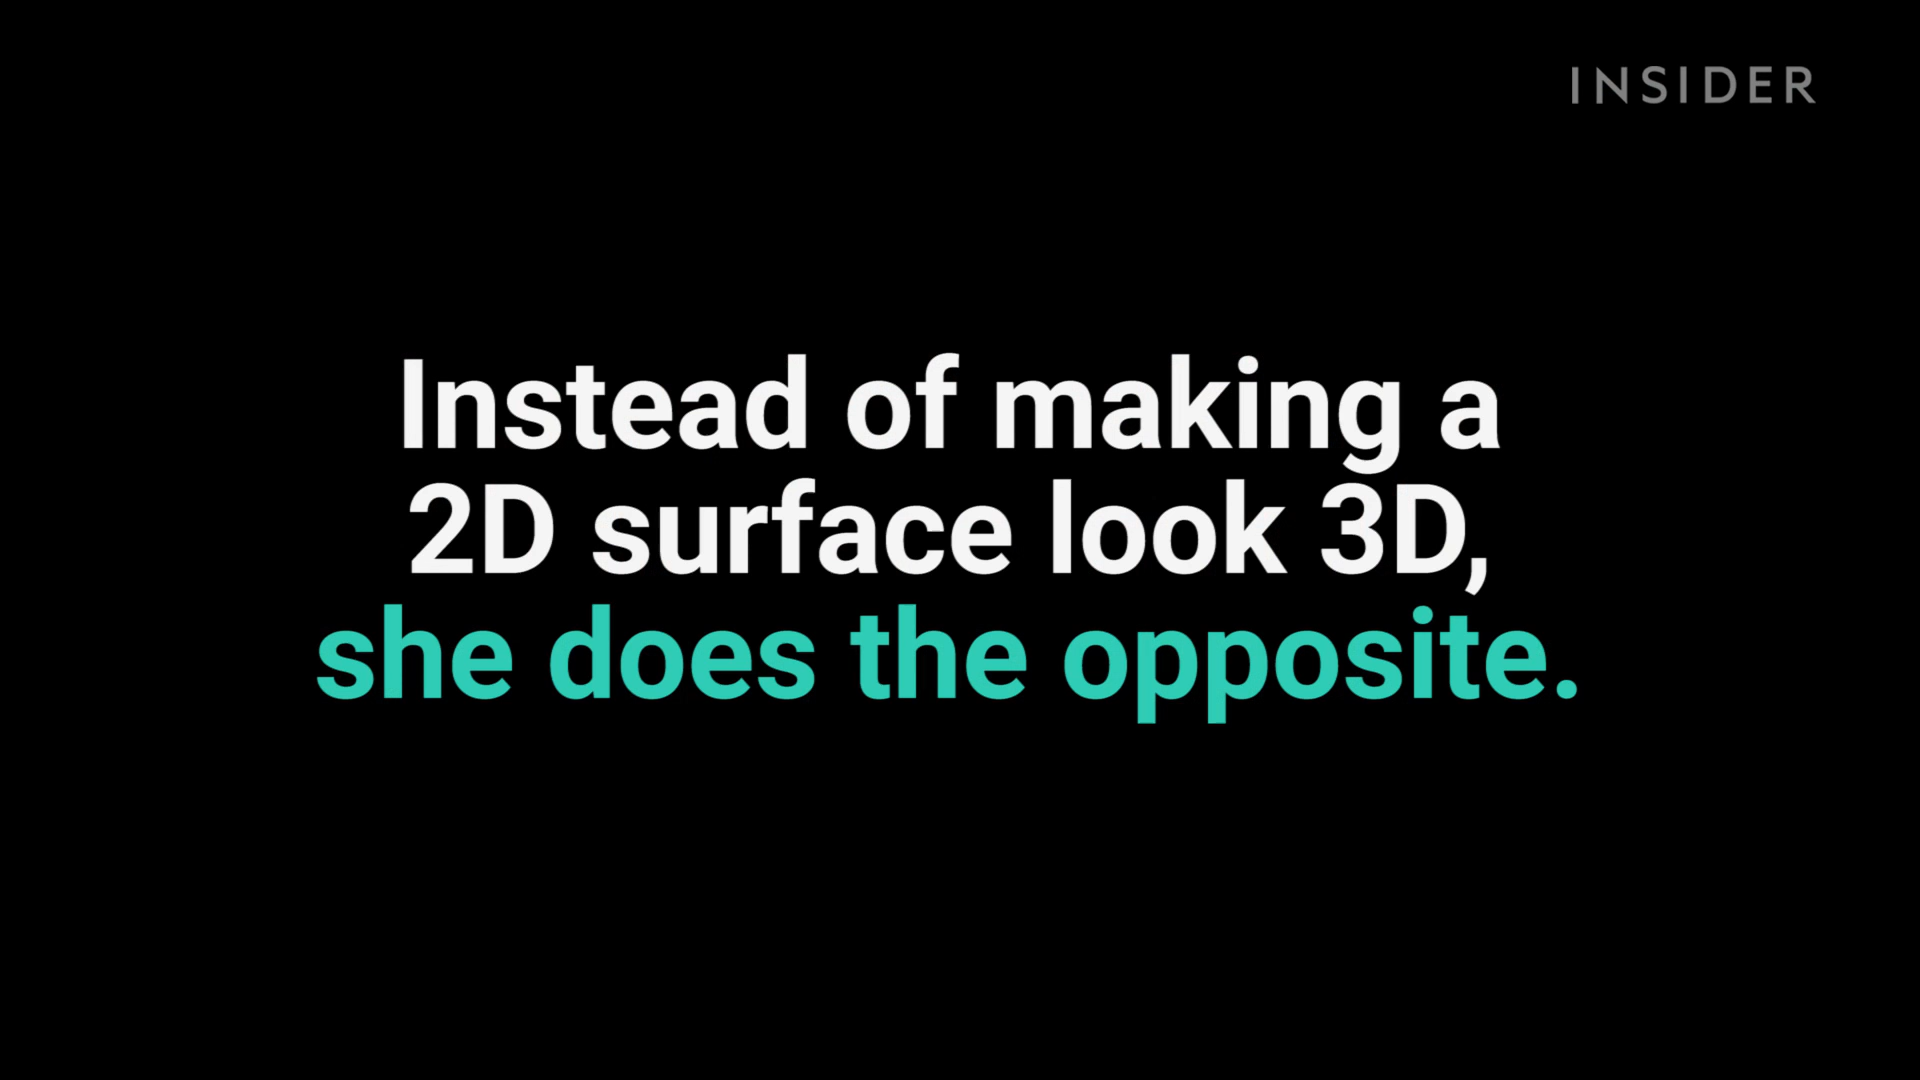 INSIDER
Instead of making a
2D surface look 3D,
she does the opposite.